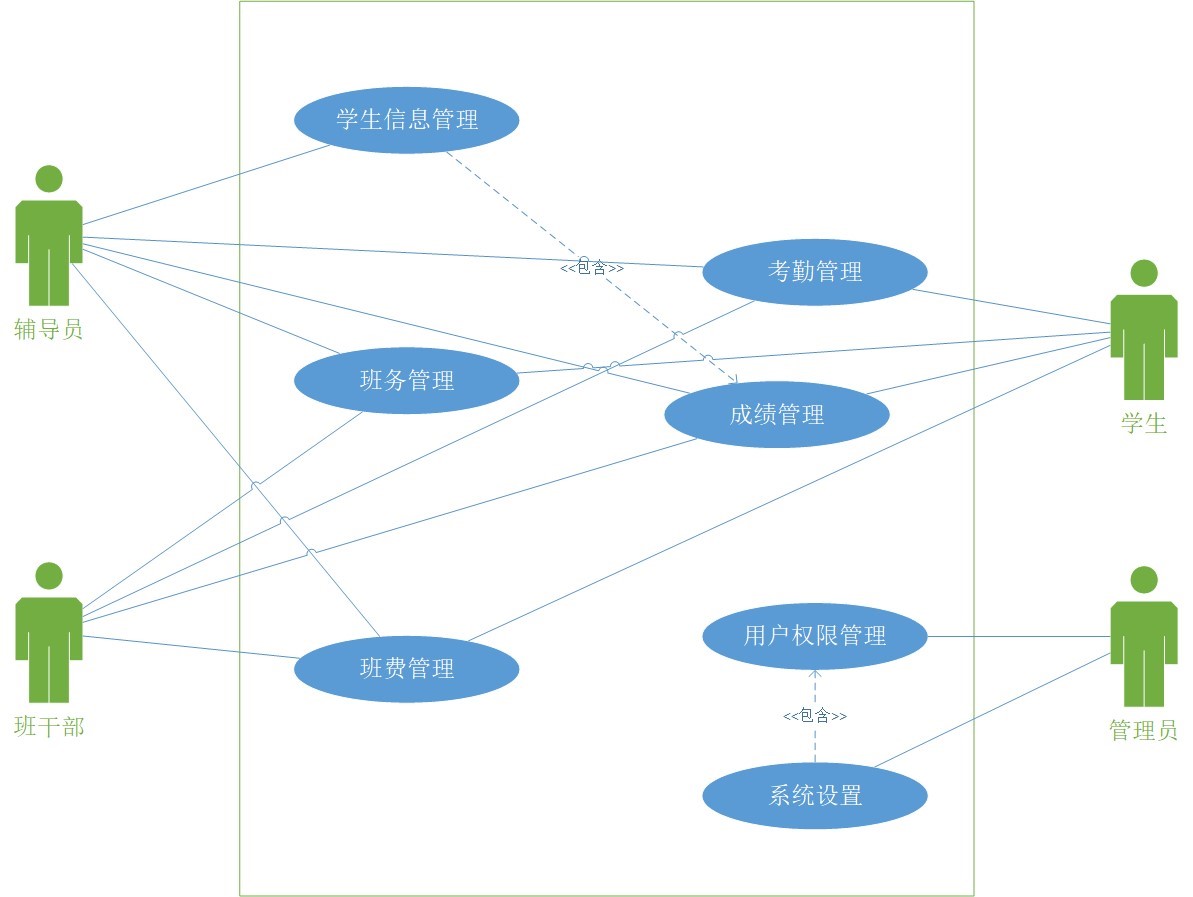 学生信息管理
<<包含>>
考勤管理
辅导员
班务管理
成绩管理
学生
用户权限管理
班费管理
<<包含>>
班干部
管理员
系统设置